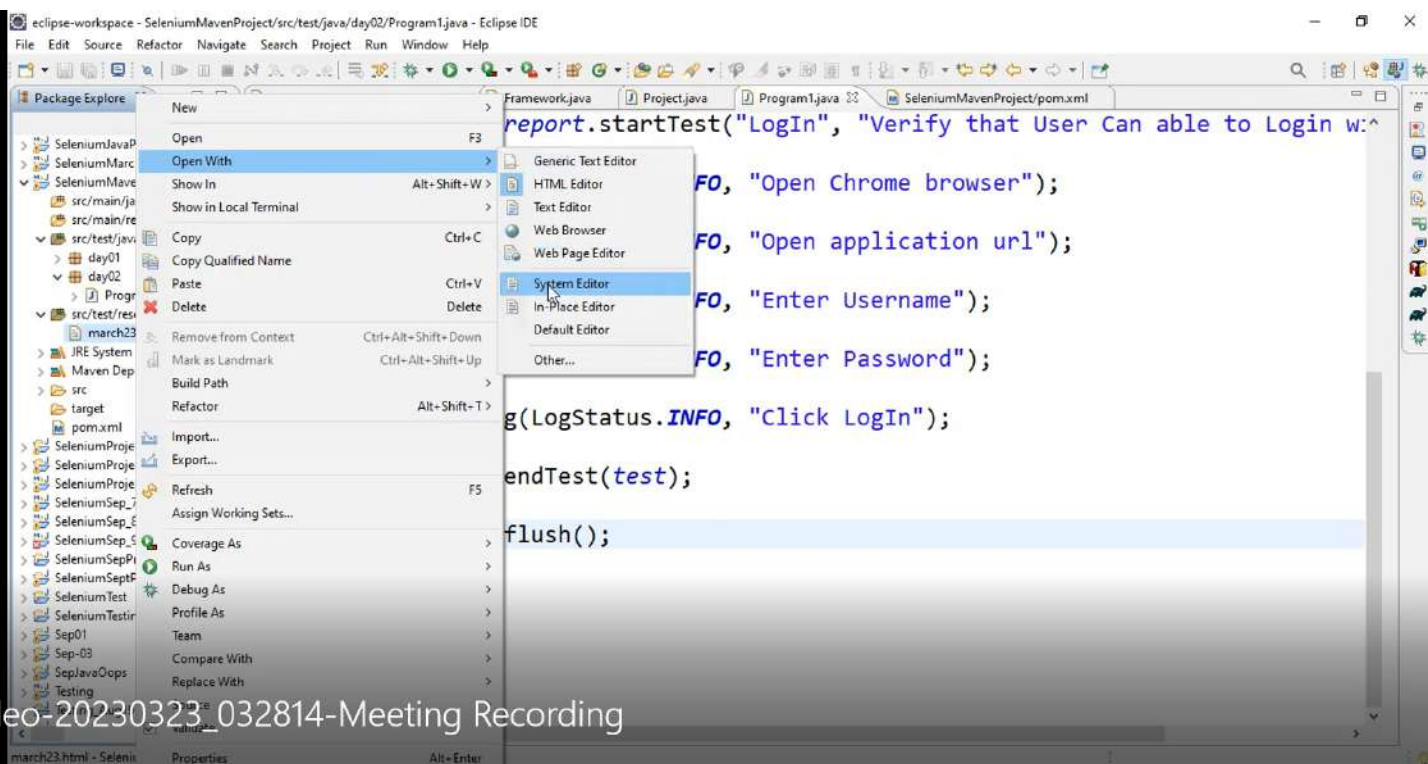 eclipse-workspace - SeleniumMavenProject/src/test/java/day02/Program1.java - Eclipse IDE
File Edit Source Refactor Navigate Search Project Run Window Help
Package Explore
Framework.java
Project.java
Program1.java
SeleniumMavenProject/pom.xml
SeleniumJavaP
SeleniumMarc
SeleniumMave
src/main/ja
src/main/re
src/test/java
day01
day02
Progr
src/test/res
march23
JRE System
Maven Dep
src
target
pom.xml
SeleniumProje
SeleniumProje
SeleniumProje
SeleniumSep_7
SeleniumSep_8
SeleniumSep_9
SeleniumSepPr
SeleniumSeptP
SeleniumTest
SeleniumTestin
Sep01
Sep-03
SepJavaOops
Testing
New
Open F3
Open With
Show In Alt+Shift+W
Show in Local Terminal
Copy Ctrl+C
Copy Qualified Name
Paste Ctrl+V
Delete Delete
Remove from Context Ctrl+Alt+Shift+Down
Mark as Landmark Ctrl+Alt+Shift+Up
Build Path
Refactor Alt+Shift+T
Import...
Export...
Refresh F5
Assign Working Sets...
Coverage As
Run As
Debug As
Profile As
Team
Compare With
Replace With
Source
Validate
Properties Alt+Enter
Generic Text Editor
HTML Editor
Text Editor
Web Browser
Web Page Editor
System Editor
In-Place Editor
Default Editor
Other...
report.startTest("LogIn", "Verify that User Can able to Login wi
FO, "Open Chrome browser");
FO, "Open application url");
FO, "Enter Username");
FO, "Enter Password");
g(LogStatus.INFO, "Click LogIn");
endTest(test);
flush();
eo-20230323_032814-Meeting Recording
march23.html - Seleni